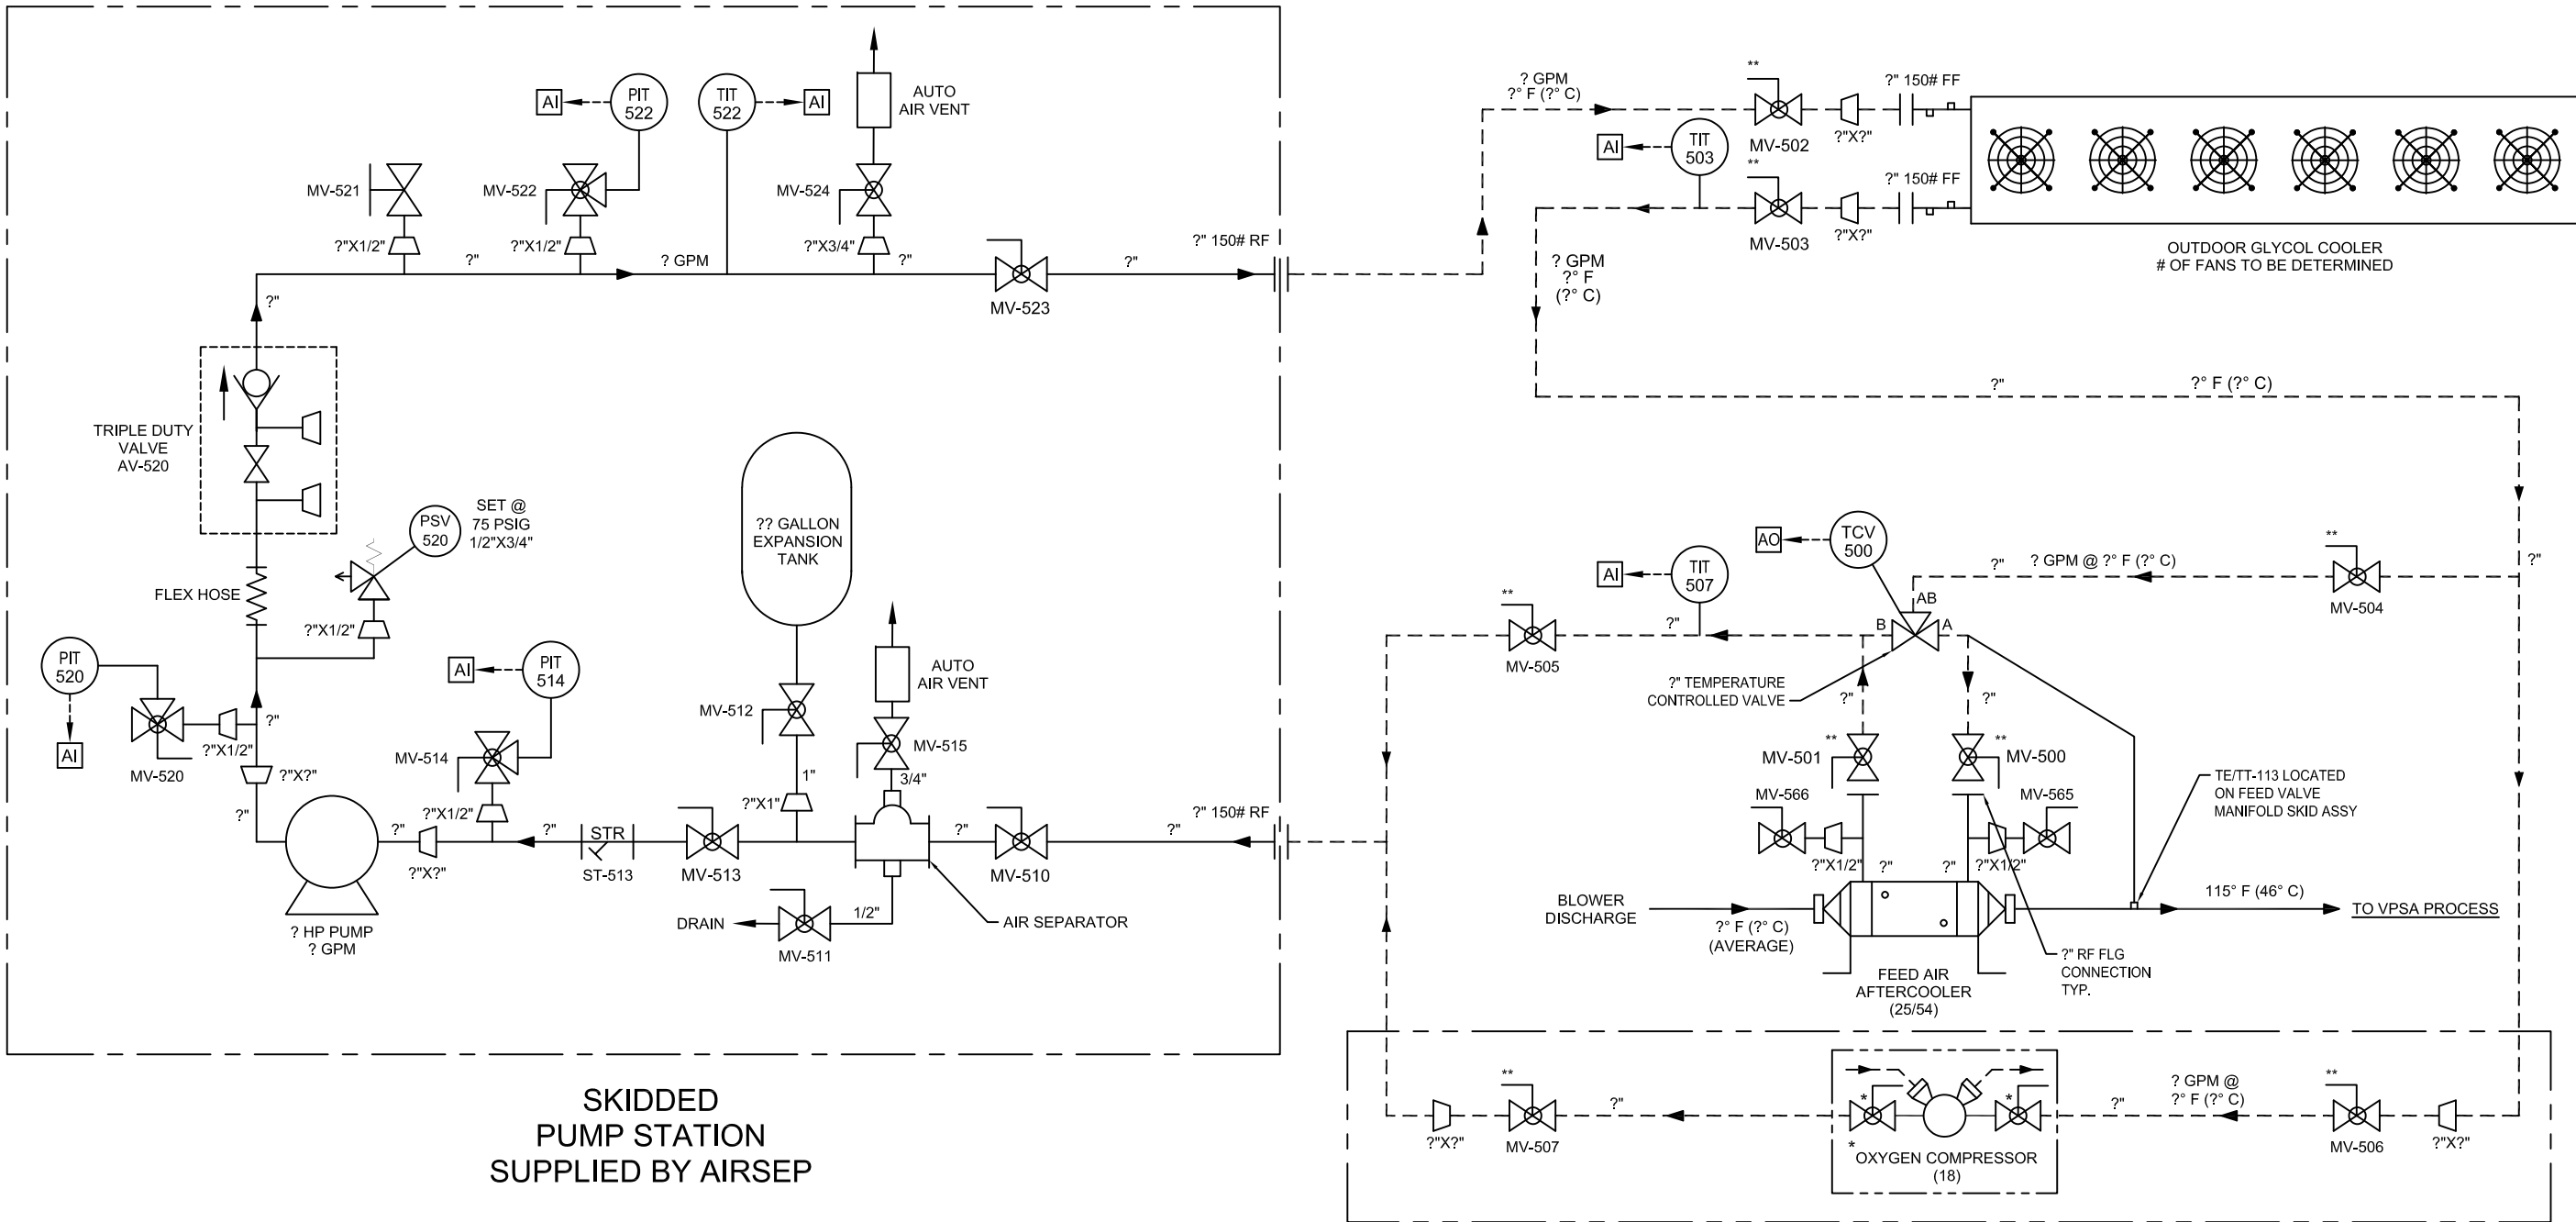 PIT
522
AI
TIT
522
AI
AUTO
AIR VENT
MV-521
MV-522
MV-524
?"X1/2"
?"X1/2"
?"X3/4"
?"
? GPM
?"
?"
?" 150# RF
MV-523
?"
TRIPLE DUTY
VALVE
AV-520
PSV
520
SET @
75 PSIG
1/2"X3/4"
FLEX HOSE
?"X1/2"
PIT
520
AI
MV-520
?"X1/2"
?"
?"X?"
?"
? HP PUMP
? GPM
?"
?"X?"
AI
PIT
514
MV-514
?"X1/2"
?"
STR
ST-513
MV-513
?? GALLON
EXPANSION
TANK
MV-512
1"
?"X1"
AUTO
AIR VENT
MV-515
3/4"
?"
MV-510
?"
?" 150# RF
DRAIN
MV-511
1/2"
AIR SEPARATOR
SKIDDED
PUMP STATION
SUPPLIED BY AIRSEP
? GPM
?° F (?° C)
**
MV-502
?"X?"
?" 150# FF
AI
TIT
503
**
MV-503
?"X?"
?" 150# FF
OUTDOOR GLYCOL COOLER
# OF FANS TO BE DETERMINED
? GPM
?° F
(?° C)
?"
?° F (?° C)
AO
TCV
500
AI
TIT
507
?"
? GPM @ ?° F (?° C)
**
MV-504
?"
**
MV-505
?"
AB
B
A
?" TEMPERATURE
CONTROLLED VALVE
?"
?"
**
MV-501
**
MV-500
MV-566
MV-565
?"X1/2"
?"
?"
?"X1/2"
TE/TT-113 LOCATED
ON FEED VALVE
MANIFOLD SKID ASSY
BLOWER
DISCHARGE
?° F (?° C)
(AVERAGE)
115° F (46° C)
TO VPSA PROCESS
FEED AIR
AFTERCOOLER
(25/54)
?" RF FLG
CONNECTION
TYP.
?"X?"
**
MV-507
?"
*
*
*
OXYGEN COMPRESSOR
(18)
?"
? GPM @
?° F (?° C)
**
MV-506
?"X?"